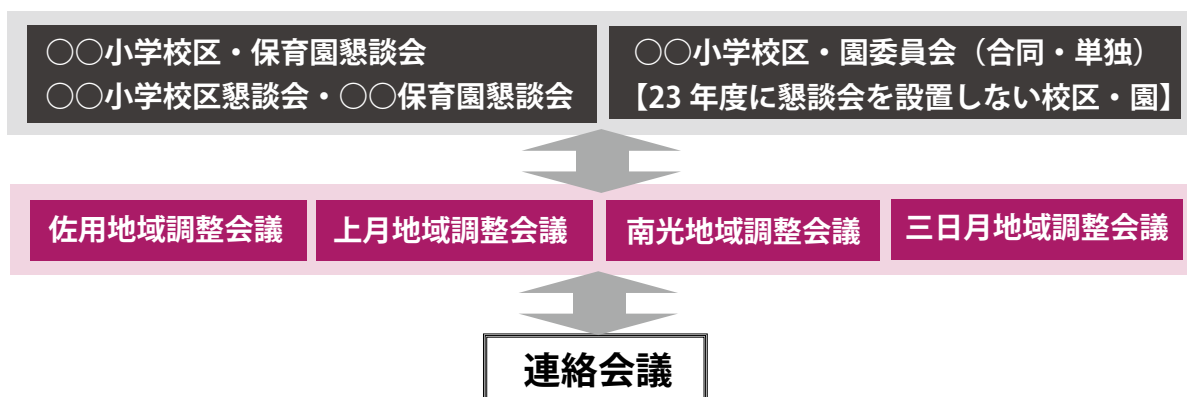 ○○小学校区・保育園懇談会
○○小学校区懇談会・○○保育園懇談会
○○小学校区・園委員会（合同・単独）
【23 年度に懇談会を設置しない校区・園】
佐用地域調整会議
上月地域調整会議
南光地域調整会議
三日月地域調整会議
連絡会議